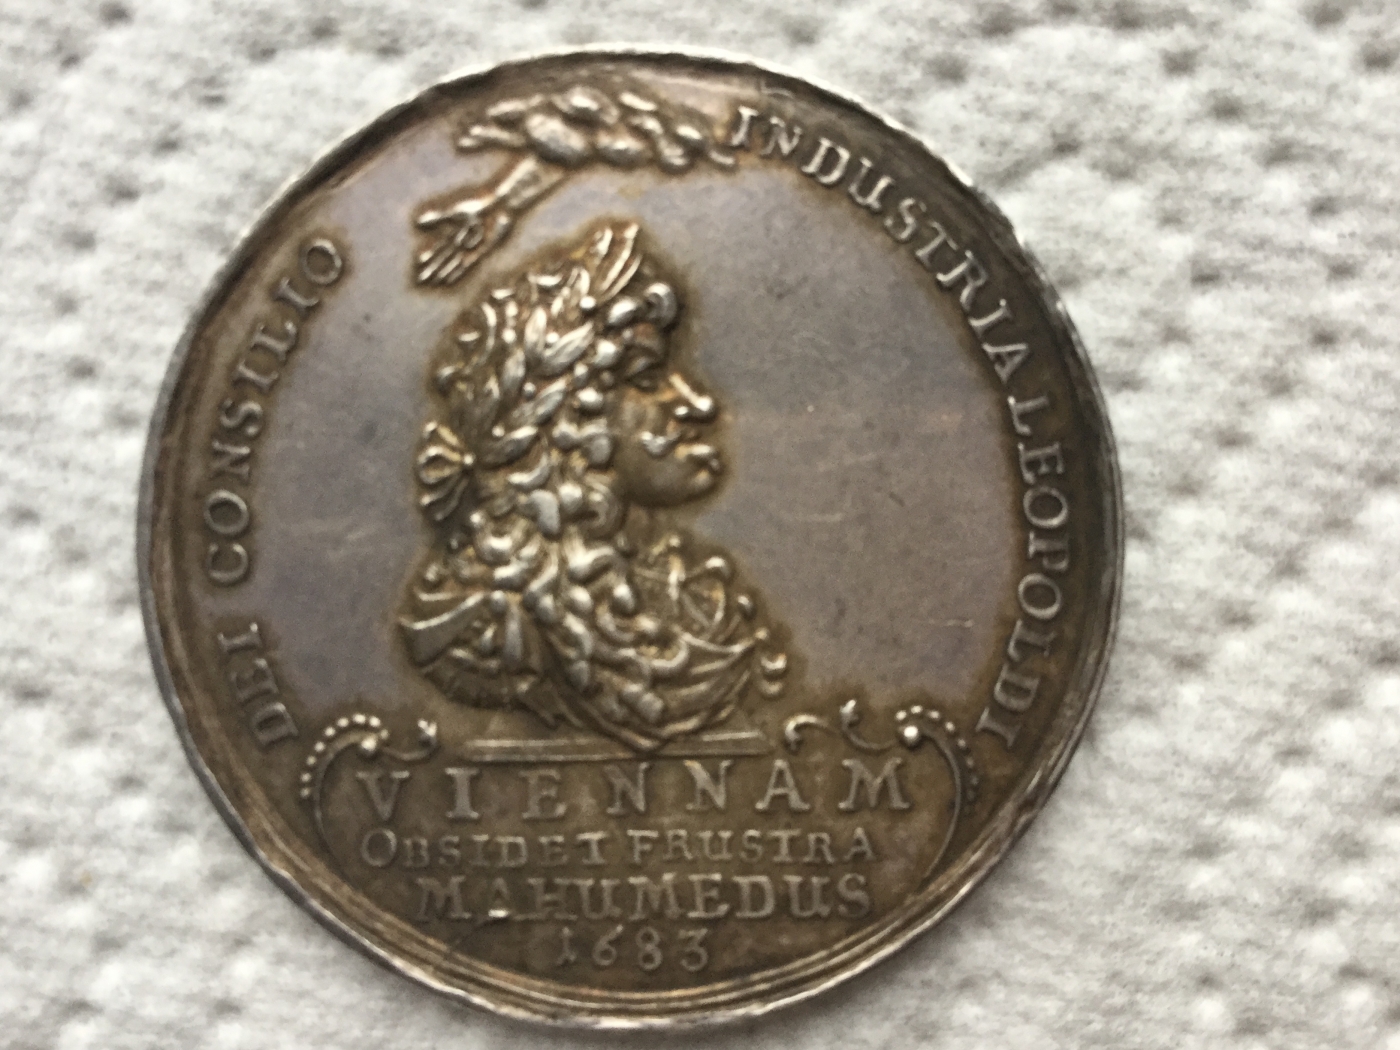 DEI CONSILIO
INDUSTRIA LEOPOLDI
VIENNAM
OBSIDET FRUSTRA
MAHUMEDUS
1683